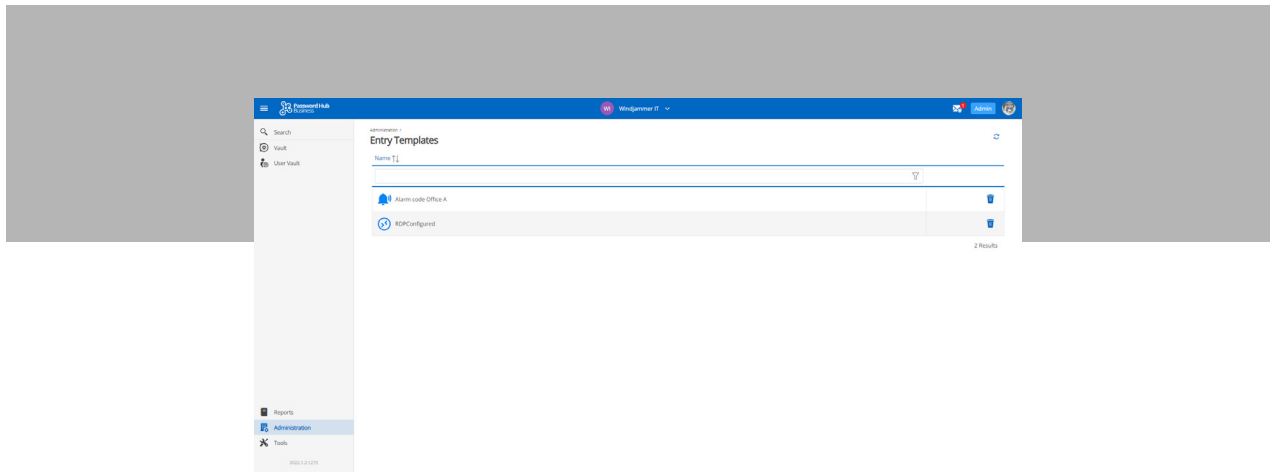 Password Hub
Business
WI Windjammer IT
1
Admin
Search
Vault
User Vault
Administration >
Entry Templates
Name
Alarm code Office A
RDPConfigured
2 Results
Reports
Administration
Tools